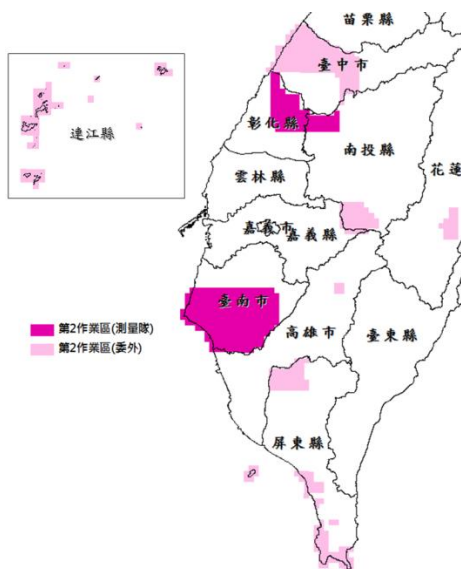 苗栗縣
臺中市
連江縣
彰化縣
南投縣
花蓮
雲林縣
嘉義市
嘉義縣
臺南市
第2作業區(測量隊)
第2作業區(委外)
高雄市
臺東縣
屏東縣